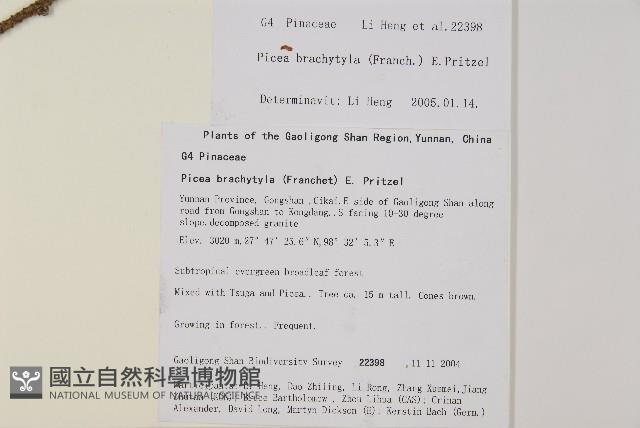 G4 Pinaceae Li Heng et al. 22398
Picea brachytyla (Franch.) E. Pritzel
Determinavit: Li Heng 2005.01.14.
Plants of the Gaoligong Shan Region, Yunnan, China
G4 Pinaceae
Picea brachytyla (Franchet) E. Pritzel
Yunnan Province, Gongshan , Cikai. E side of Gaoligong Shan along
road from Gongshan to Kongdang.. S facing 10-30 degree
slope, decomposed granite
Elev. 3020 m, 27° 47′ 25.6″ N, 98° 32′ 5.3″ E
Subtropical evergreen broadleaf forest
Mixed with Tsuga and Picea.. Tree ca. 15 m tall. Cones brown.
Growing in forest.. Frequent.
Gaoligong Shan Biodiversity Survey 22398 , 11 11 2004
Heng, Dao Zhiling, Li Rong, Zhang Xuemei, Jiang
Bartholomew , Zhou Lihua (CAS); Crinan
Alexander, David Long, Martyn Dickson (E); Kerstin Bach (Germ.)
國立自然科學博物館
NATIONAL MUSEUM OF NATURAL SCIENCE